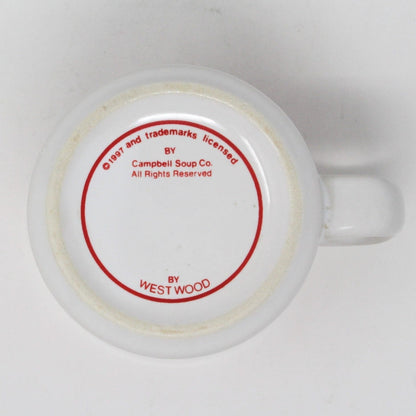 ©1997 and trademarks licensed
BY
Campbell Soup Co.
All Rights Reserved
BY
WEST WOOD